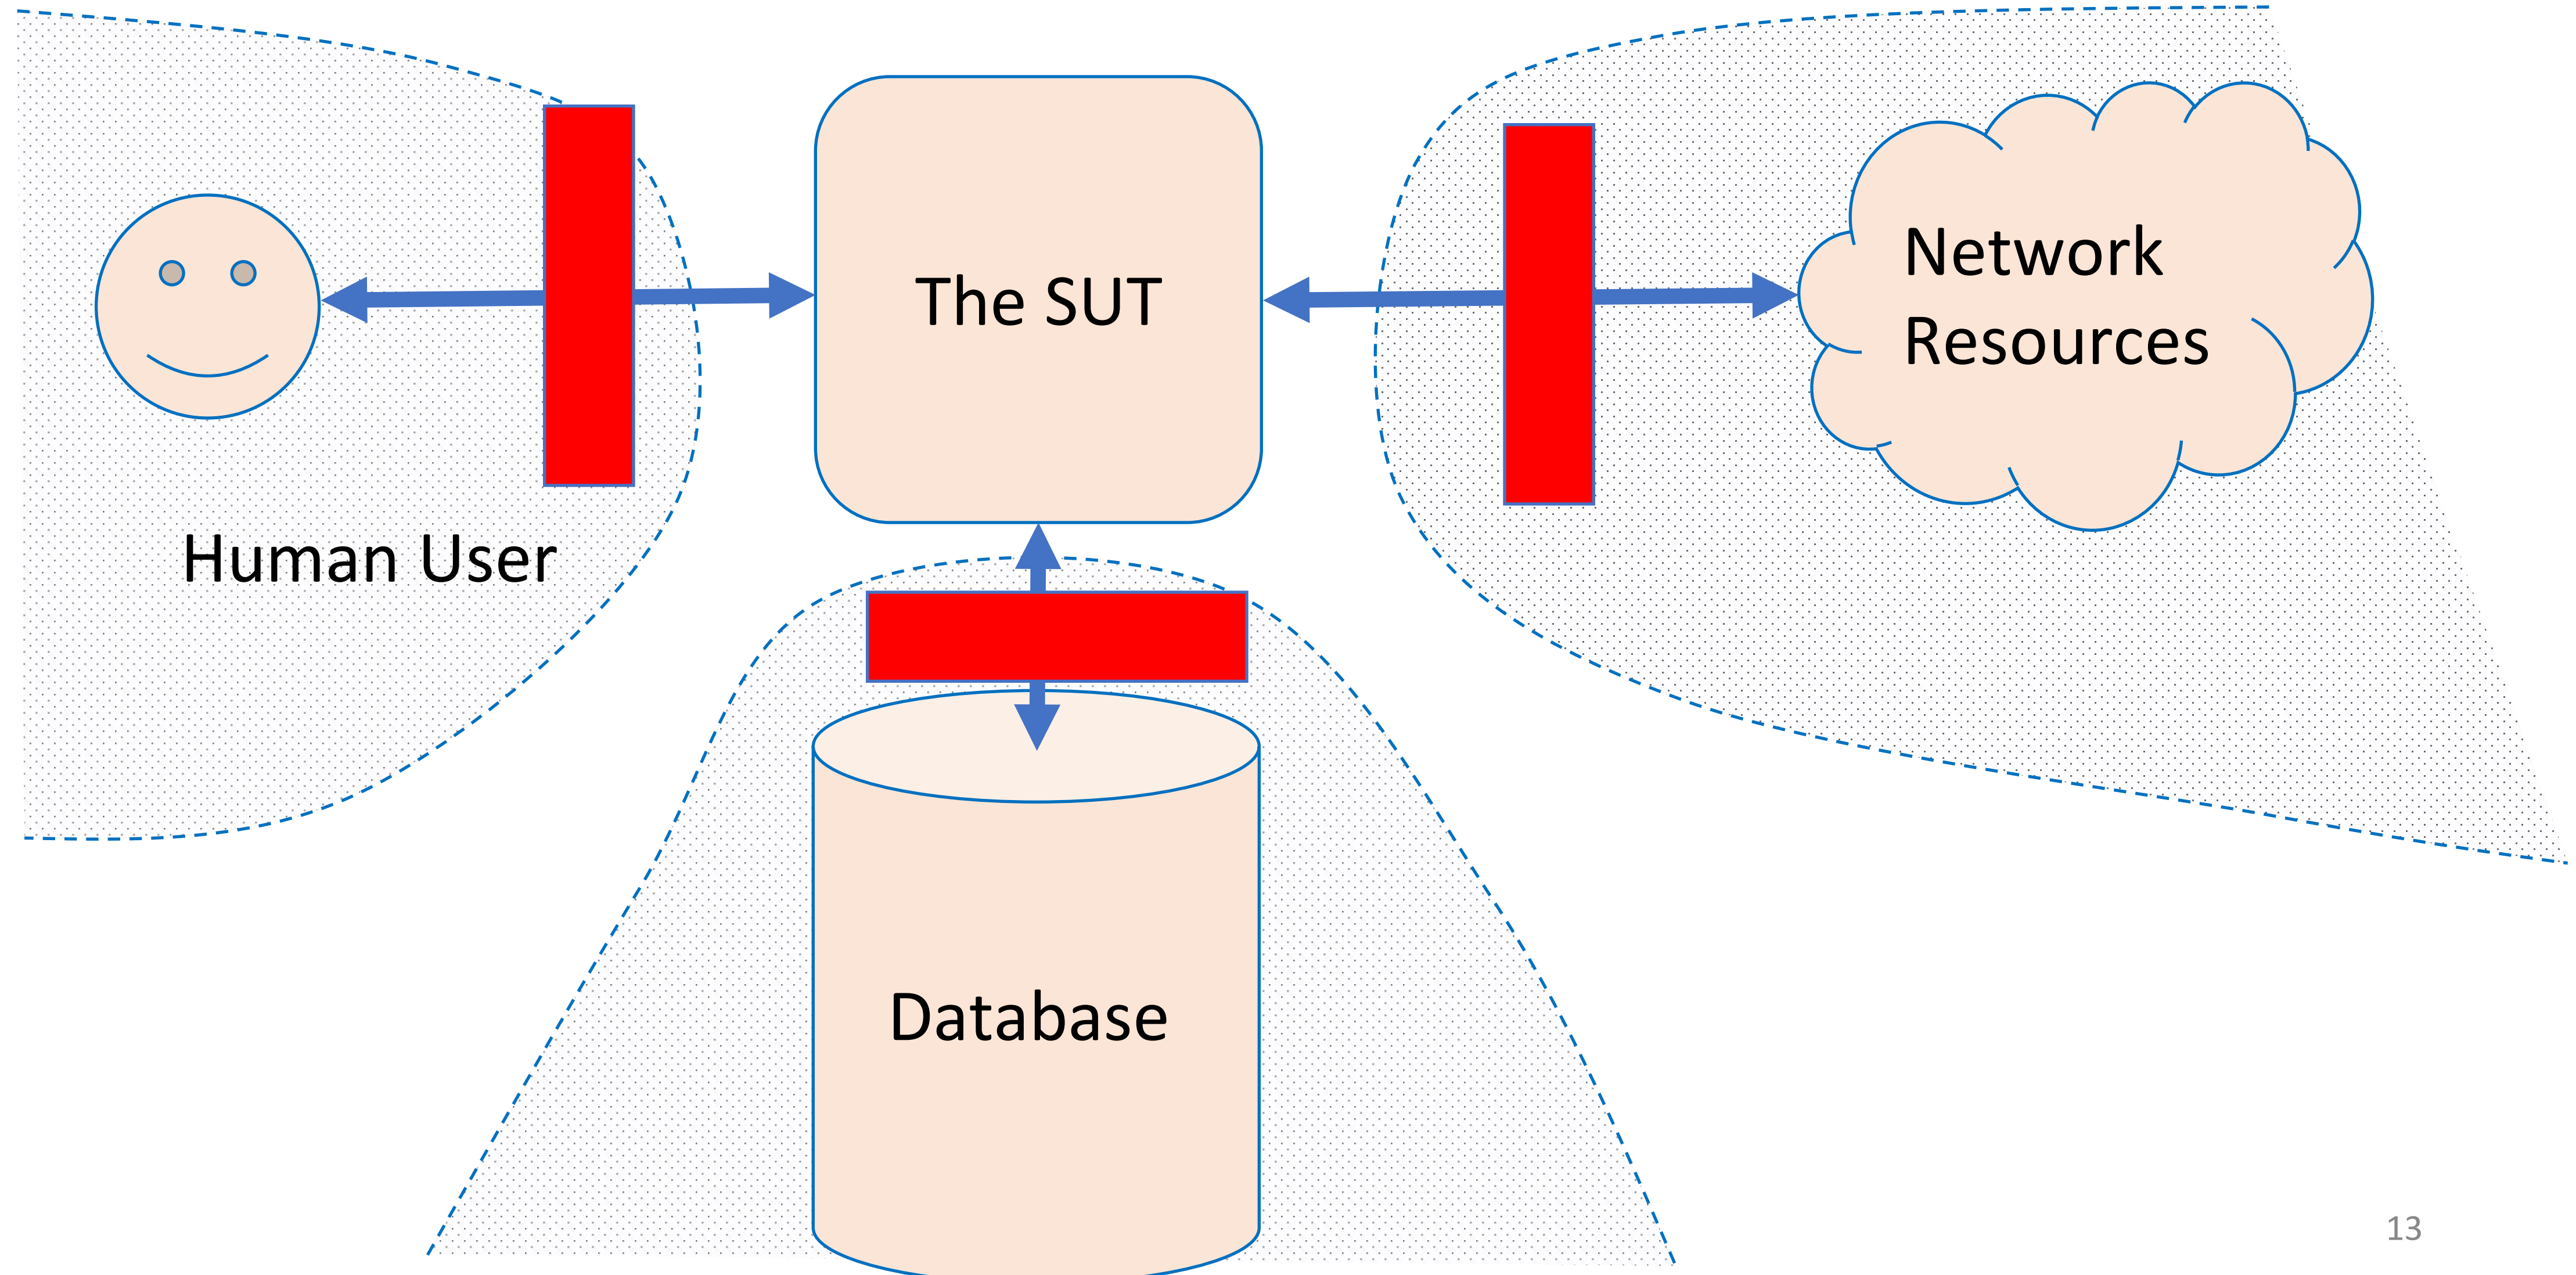 The SUT
Network
Resources
Human User
Database
13